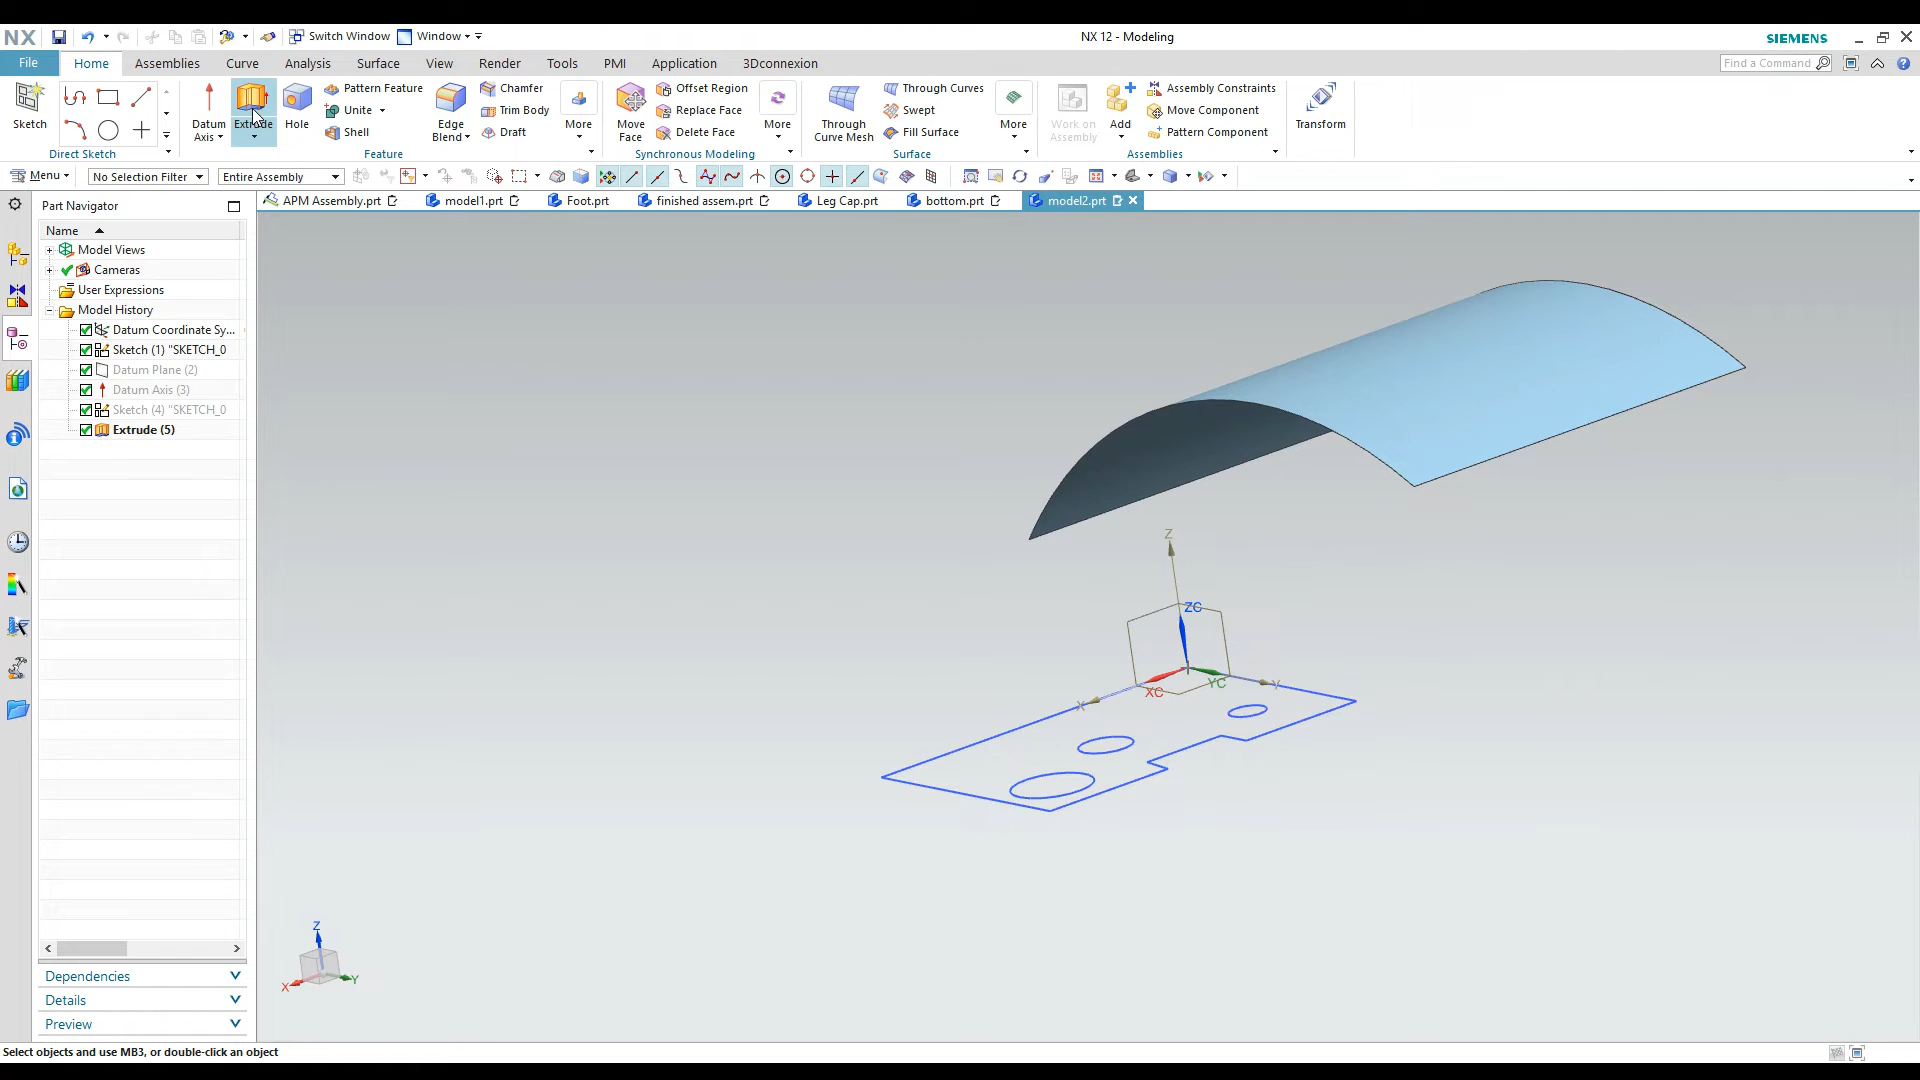 NX Switch Window Window NX 12 - Modeling SIEMENS
File Home Assemblies Curve Analysis Surface View Render Tools PMI Application 3Dconnexion Find a Command
Sketch
Direct Sketch
Datum Axis
Extrude
Hole
Pattern Feature
Unite
Shell
Edge Blend
Chamfer
Trim Body
Draft
More
Feature
Move Face
Offset Region
Replace Face
Delete Face
More
Synchronous Modeling
Through Curve Mesh
Through Curves
Swept
Fill Surface
More
Surface
Work on Assembly
Add
Assembly Constraints
Move Component
Pattern Component
Assemblies
Transform
Menu No Selection Filter Entire Assembly
Part Navigator
APM Assembly.prt model1.prt Foot.prt finished assem.prt Leg Cap.prt bottom.prt model2.prt
Name
Model Views
Cameras
User Expressions
Model History
Datum Coordinate Sy...
Sketch (1) "SKETCH_0
Datum Plane (2)
Datum Axis (3)
Sketch (4) "SKETCH_0
Extrude (5)
Z
ZC
XC YC
X Y
Z
X Y
Dependencies
Details
Preview
Select objects and use MB3, or double-click an object